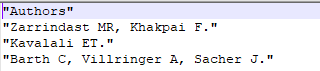 "Authors"
"Zarrindast MR, Khakpai F."
"Kavalali ET."
"Barth C, Villringer A, Sacher J."